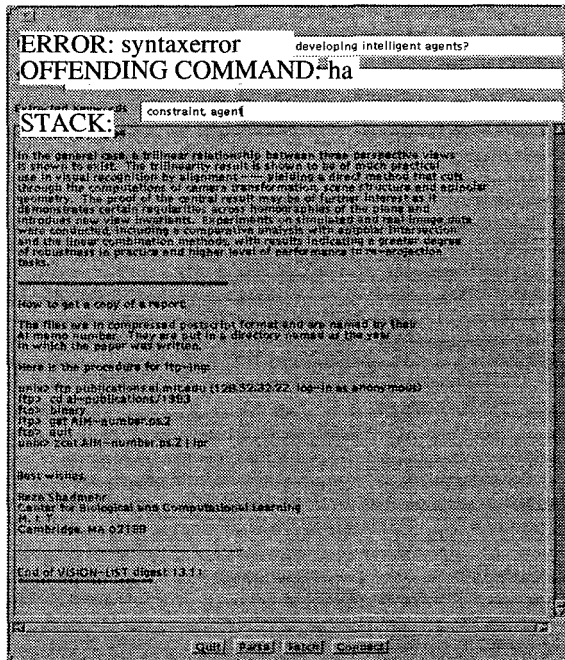 ERROR: syntaxerror
developing intelligent agents?
OFFENDING COMMAND: ha
constraint, agent
STACK:
In the general case, a trilinear relationship between three perspective views
is shown to exist. The trilinearity result is shown to be of much practical
use in visual recognition by alignment --- yielding a direct method that cuts
through the computations of camera transformation, scene structure and epipolar
geometry. The proof of the central result may be of further interest as it
demonstrates certain regularities across homographies of the plane and
introduces new view invariants. Experiments on simulated and real image data
were conducted, including a comparative analysis with epipolar intersection
and the linear combination methods, with results indicating a greater degree
of robustness in practice and higher level of performance in re-projection
tasks.
How to get a copy of a report:
The files are in compressed postscript format and are named by their
AI memo number. They are put in a directory named as the year
in which the paper was written.
Here is the procedure for ftp-ing:
unix> ftp publications.ai.mit.edu (128.52.32.22, log-in as anonymous)
ftp> cd ai-publications/1993
ftp> binary
ftp> get AIM-number.ps.Z
ftp> quit
unix> zcat AIM-number.ps.Z | lpr
Best wishes,
Reza Shadmehr
Center for Biological and Computational Learning
M. I. T.
Cambridge, MA 02139
End of VISION-LIST digest 13.11
Quit Parse Fetch Connect